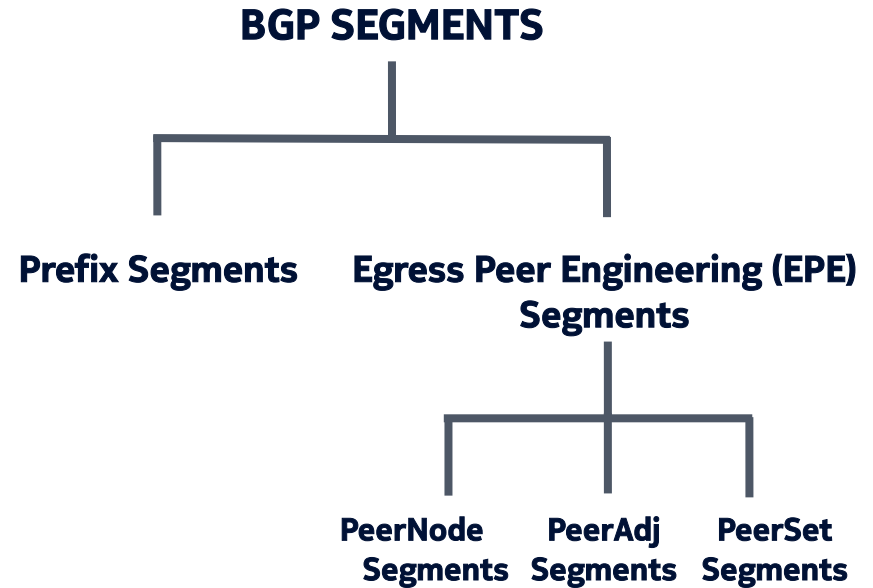 BGP SEGMENTS
Prefix Segments
Egress Peer Engineering (EPE)
Segments
PeerNode
Segments
PeerAdj
Segments
PeerSet
Segments